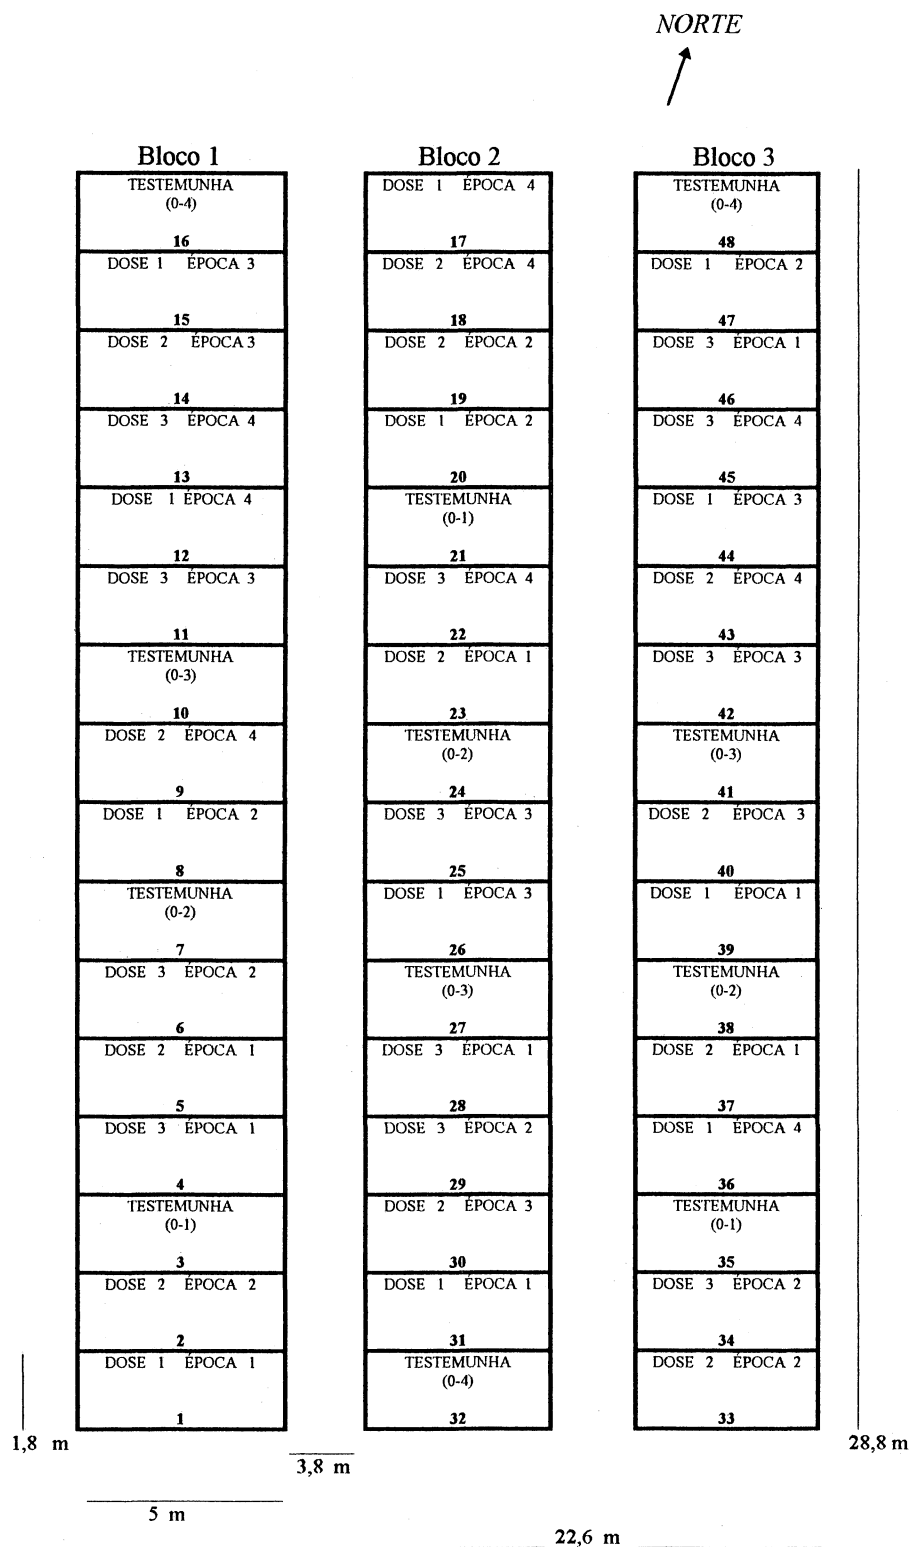 NORTE
Bloco 1
TESTEMUNHA
(0-4)
16
DOSE 1 ÉPOCA 3
15
DOSE 2 ÉPOCA 3
14
DOSE 3 ÉPOCA 4
13
DOSE 1 ÉPOCA 4
12
DOSE 3 ÉPOCA 3
11
TESTEMUNHA
(0-3)
10
DOSE 2 ÉPOCA 4
9
DOSE 1 ÉPOCA 2
8
TESTEMUNHA
(0-2)
7
DOSE 3 ÉPOCA 2
6
DOSE 2 ÉPOCA 1
5
DOSE 3 ÉPOCA 1
4
TESTEMUNHA
(0-1)
3
DOSE 2 ÉPOCA 2
2
DOSE 1 ÉPOCA 1
1
Bloco 2
DOSE 1 ÉPOCA 4
17
DOSE 2 ÉPOCA 4
18
DOSE 2 ÉPOCA 2
19
DOSE 1 ÉPOCA 2
20
TESTEMUNHA
(0-1)
21
DOSE 3 ÉPOCA 4
22
DOSE 2 ÉPOCA 1
23
TESTEMUNHA
(0-2)
24
DOSE 3 ÉPOCA 3
25
DOSE 1 ÉPOCA 3
26
TESTEMUNHA
(0-3)
27
DOSE 3 ÉPOCA 1
28
DOSE 3 ÉPOCA 2
29
DOSE 2 ÉPOCA 3
30
DOSE 1 ÉPOCA 1
31
TESTEMUNHA
(0-4)
32
Bloco 3
TESTEMUNHA
(0-4)
48
DOSE 1 ÉPOCA 2
47
DOSE 3 ÉPOCA 1
46
DOSE 3 ÉPOCA 4
45
DOSE 1 ÉPOCA 3
44
DOSE 2 ÉPOCA 4
43
DOSE 3 ÉPOCA 3
42
TESTEMUNHA
(0-3)
41
DOSE 2 ÉPOCA 3
40
DOSE 1 ÉPOCA 1
39
TESTEMUNHA
(0-2)
38
DOSE 2 ÉPOCA 1
37
DOSE 1 ÉPOCA 4
36
TESTEMUNHA
(0-1)
35
DOSE 3 ÉPOCA 2
34
DOSE 2 ÉPOCA 2
33
1,8 m
28,8 m
3,8 m
5 m
22,6 m